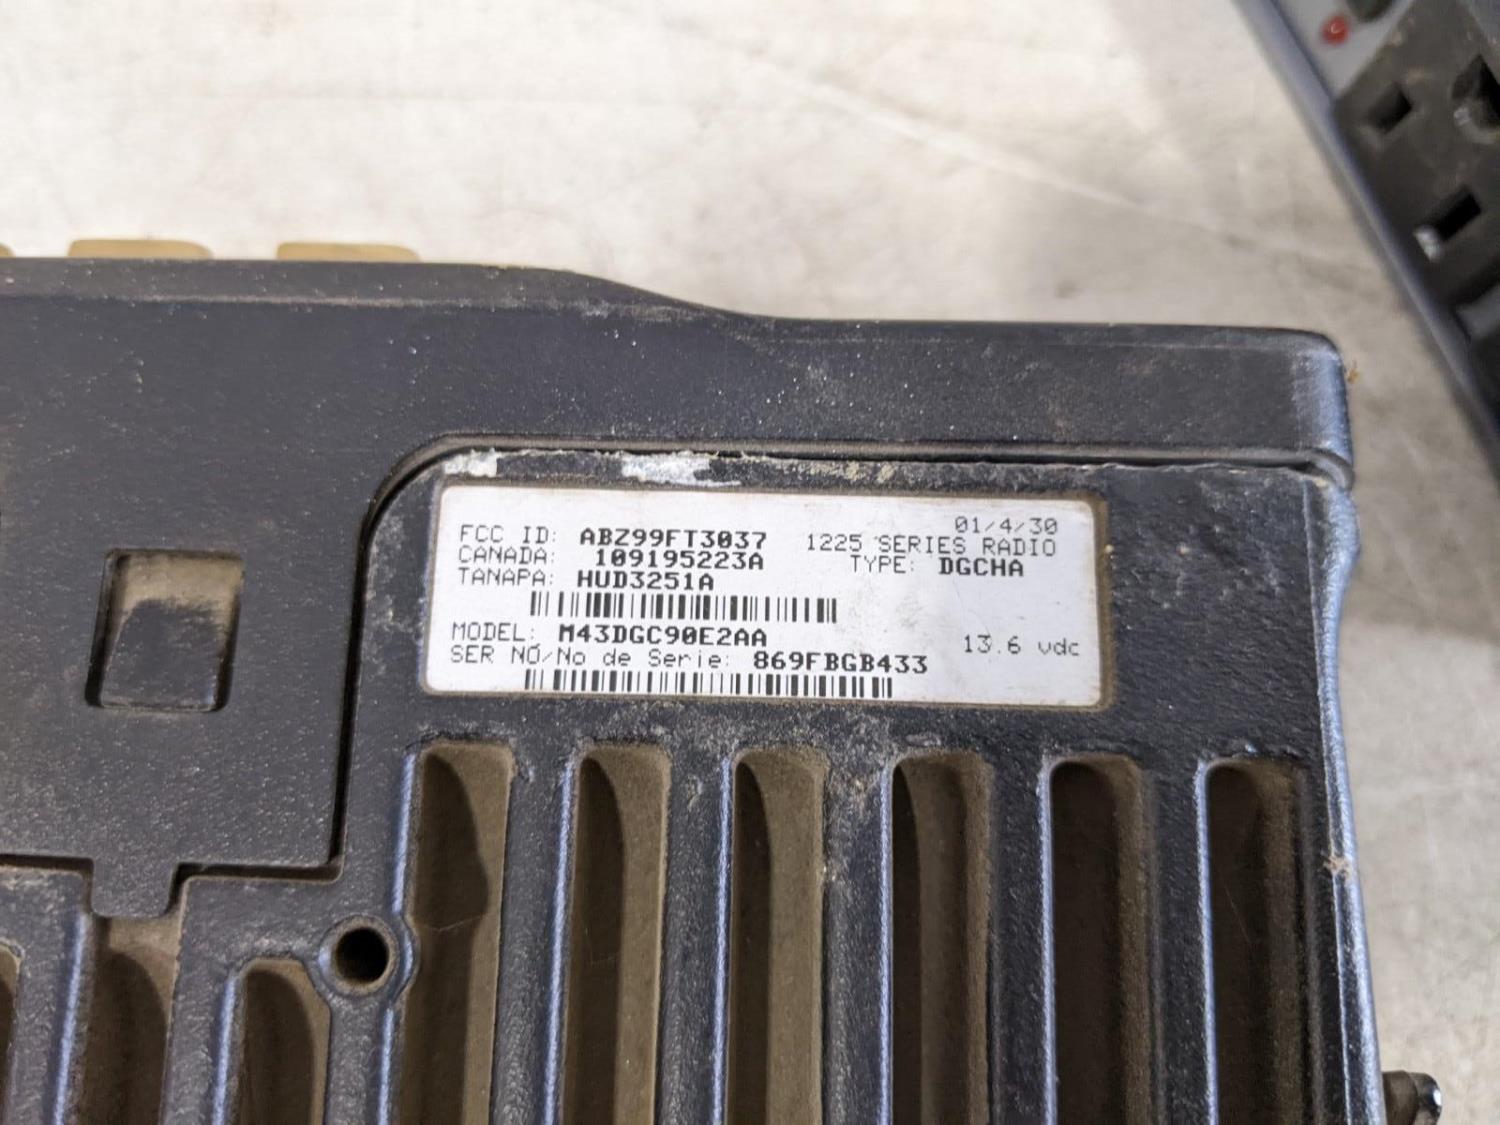 01/4/30
FCC ID: ABZ99FT3037 1225 SERIES RADIO
CANADA: 109195223A TYPE: DGCHA
TANAPA: HUD3251A
MODEL: M43DGC90E2AA 13.6 vdc
SER NO/No de Serie: 869FBGB433